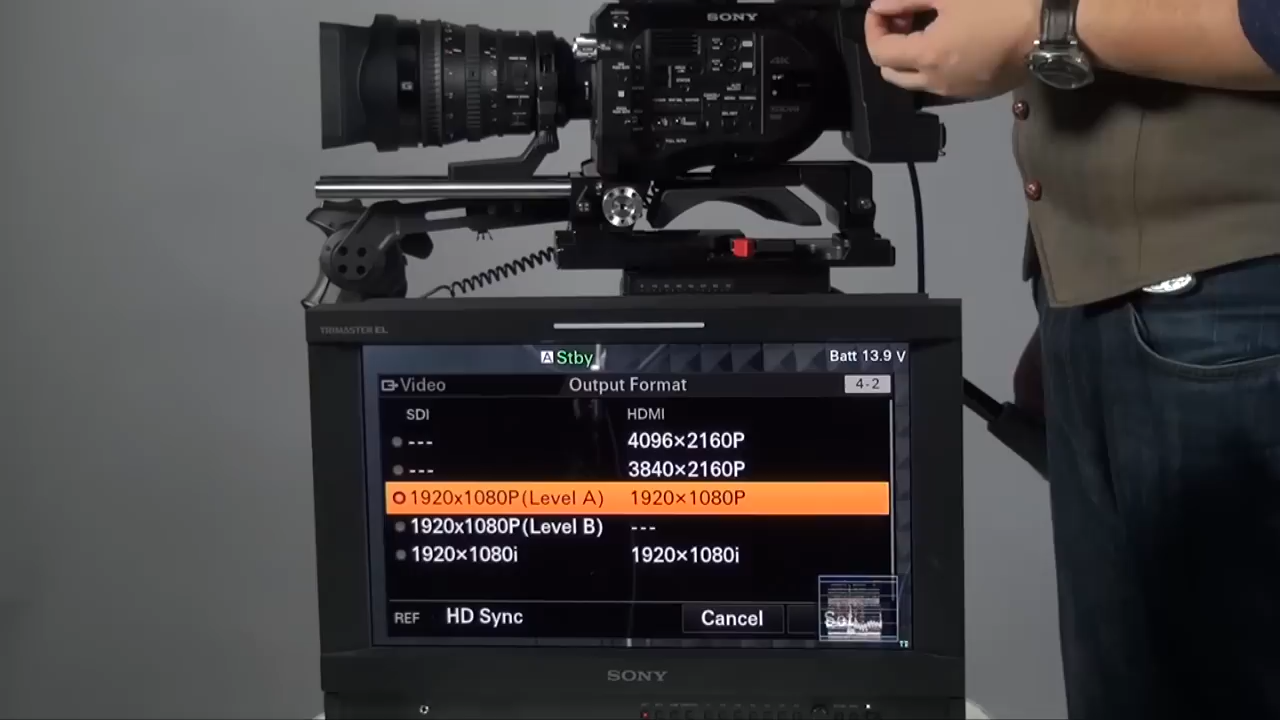 SONY
4K
TRIMASTER EL
A Stby
Batt 13.9 V
Video
Output Format
4-2
SDI
HDMI
---
4096×2160P
---
3840×2160P
1920x1080P(Level A)
1920×1080P
1920x1080P(Level B)
---
1920×1080i
1920×1080i
REF
HD Sync
Cancel
SONY